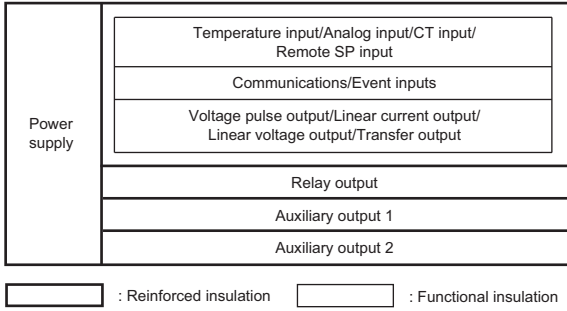 Power
supply
Temperature input/Analog input/CT input/
Remote SP input
Communications/Event inputs
Voltage pulse output/Linear current output/
Linear voltage output/Transfer output
Relay output
Auxiliary output 1
Auxiliary output 2
: Reinforced insulation
: Functional insulation